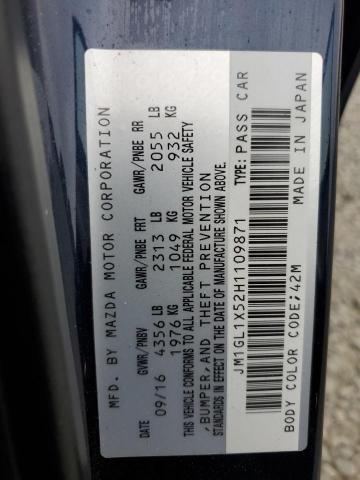 MFD. BY MAZDA MOTOR CORPORATION
DATE GVWR/PNBV GAWR/PNBE FRT GAWR/PNBE RR
09/16 4356 LB 2313 LB 2055 LB
1976 KG 1049 KG 932 KG
THIS VEHICLE CONFORMS TO ALL APPLICABLE FEDERAL MOTOR VEHICLE SAFETY
,BUMPER,AND THEFT PREVENTION
STANDARDS IN EFFECT ON THE DATE OF MANUFACTURE SHOWN ABOVE.
JM1GL1X52H1109871 TYPE: PASS CAR
BODY COLOR CODE;42M MADE IN JAPAN